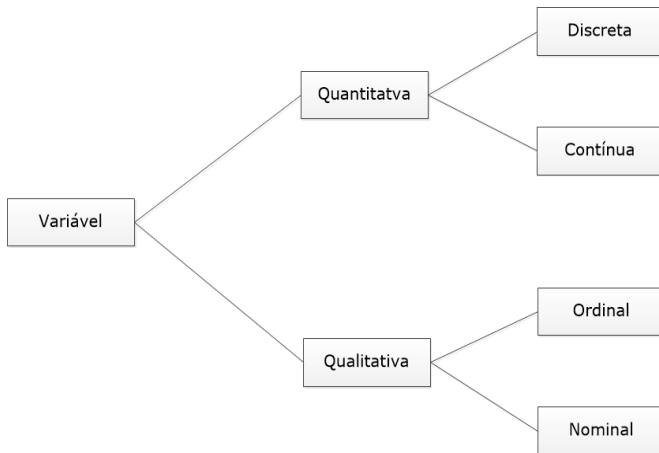 Variável
Quantitatva
Discreta
Contínua
Qualitativa
Ordinal
Nominal